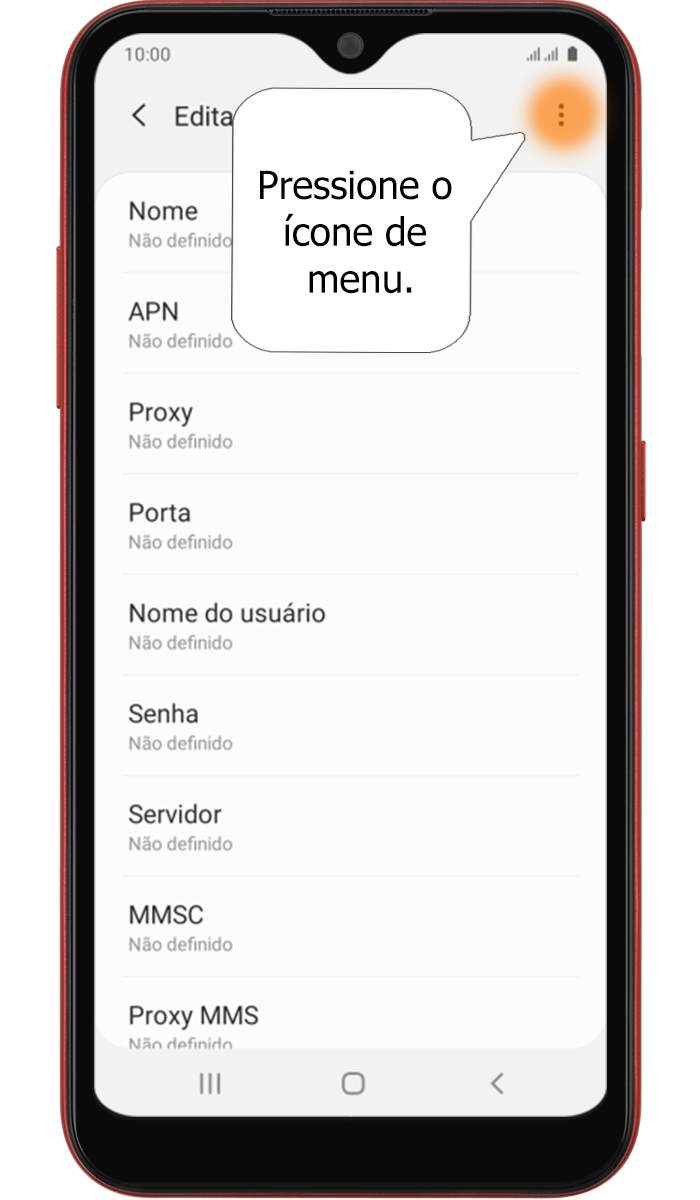 10:00
Edita
Pressione o
ícone de
menu.
Nome
Não definido
APN
Não definido
Proxy
Não definido
Porta
Não definido
Nome do usuário
Não definido
Senha
Não definido
Servidor
Não definido
MMSC
Não definido
Proxy MMS
Não definido